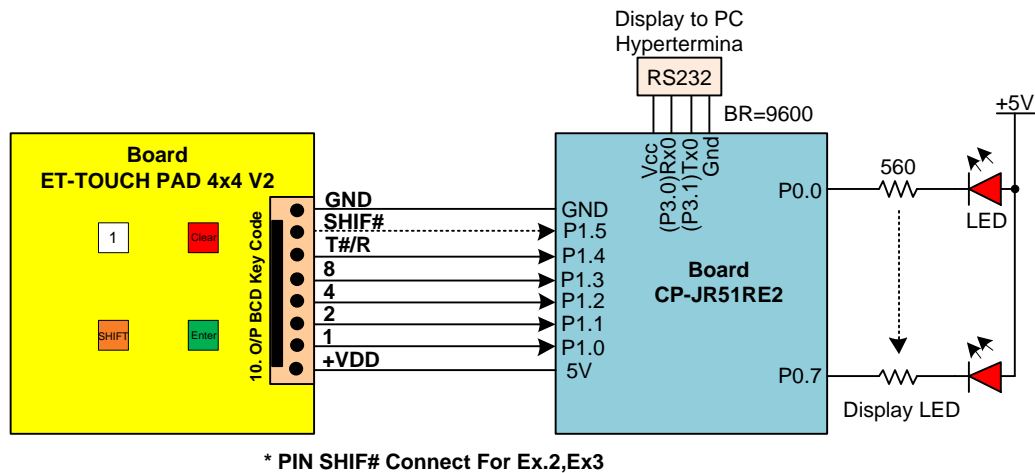 Display to PC
Hypertermina
RS232
BR=9600
+5V
Vcc
(P3.0)Rx0
(P3.1)Tx0
Gnd
Board
ET-TOUCH PAD 4x4 V2
1
Clear
SHIFT
Enter
10. O/P BCD Key Code
GND
SHIF#
T#/R
8
4
2
1
+VDD
GND
P1.5
P1.4
P1.3
P1.2
P1.1
P1.0
5V
Board
CP-JR51RE2
P0.0
560
LED
P0.7
Display LED
* PIN SHIF# Connect For Ex.2,Ex3